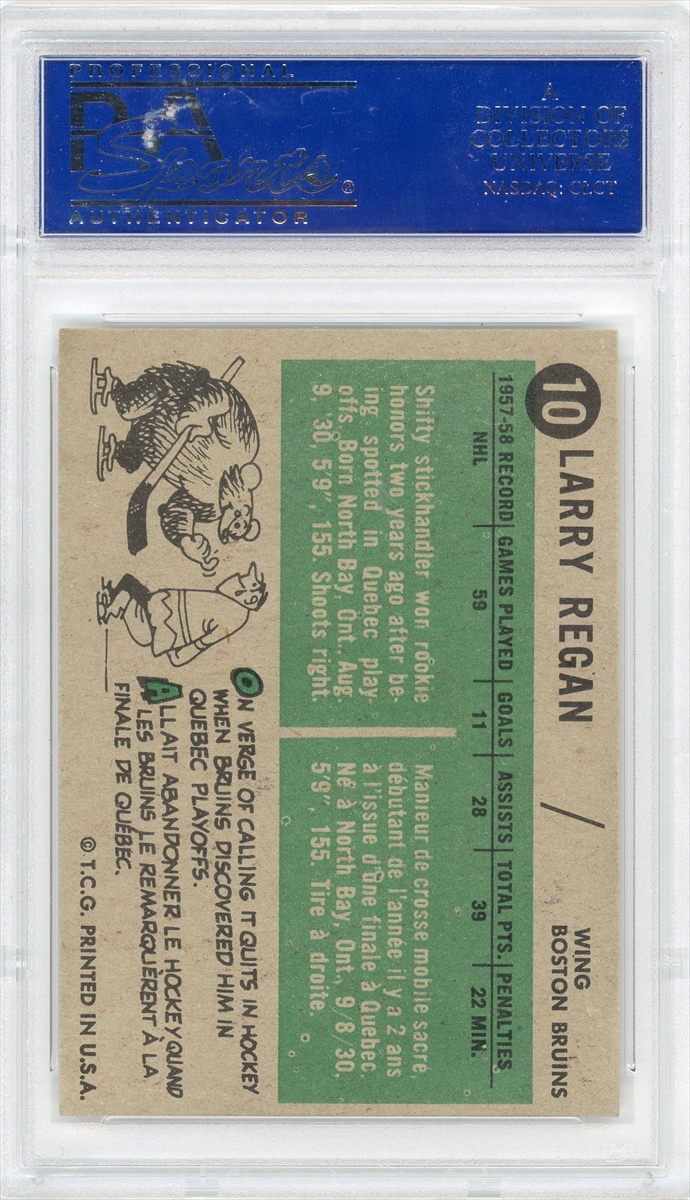 PROFESSIONAL
PSA
Sports®
AUTHENTICATOR
A
DIVISION OF
COLLECTORS
UNIVERSE
NASDAQ: CLCT
10 LARRY REGAN /
WING
BOSTON BRUINS
1957-58 RECORD GAMES PLAYED GOALS ASSISTS TOTAL PTS. PENALTIES
NHL 59 11 28 39 22 MIN.
Shifty stickhandler won rookie
honors two years ago after be-
ing spotted in Quebec play-
offs. Born North Bay, Ont., Aug.
9, '30, 5'9", 155. Shoots right.
Manieur de crosse mobile sacre,
débutant de l'année il y a 2 ans
à l'issue d'une finale à Quebec.
Né à North Bay, Ont., 9/8/30,
5'9", 155. Tire à droite.
ON VERGE OF CALLING IT QUITS IN HOCKEY
WHEN BRUINS DISCOVERED HIM IN
QUEBEC PLAYOFFS.
ALLAIT ABANDONNER LE HOCKEY QUAND
LES BRUINS LE REMARQUÈRENT À LA
FINALE DE QUÉBEC.
© T.C.G. PRINTED IN U.S.A.